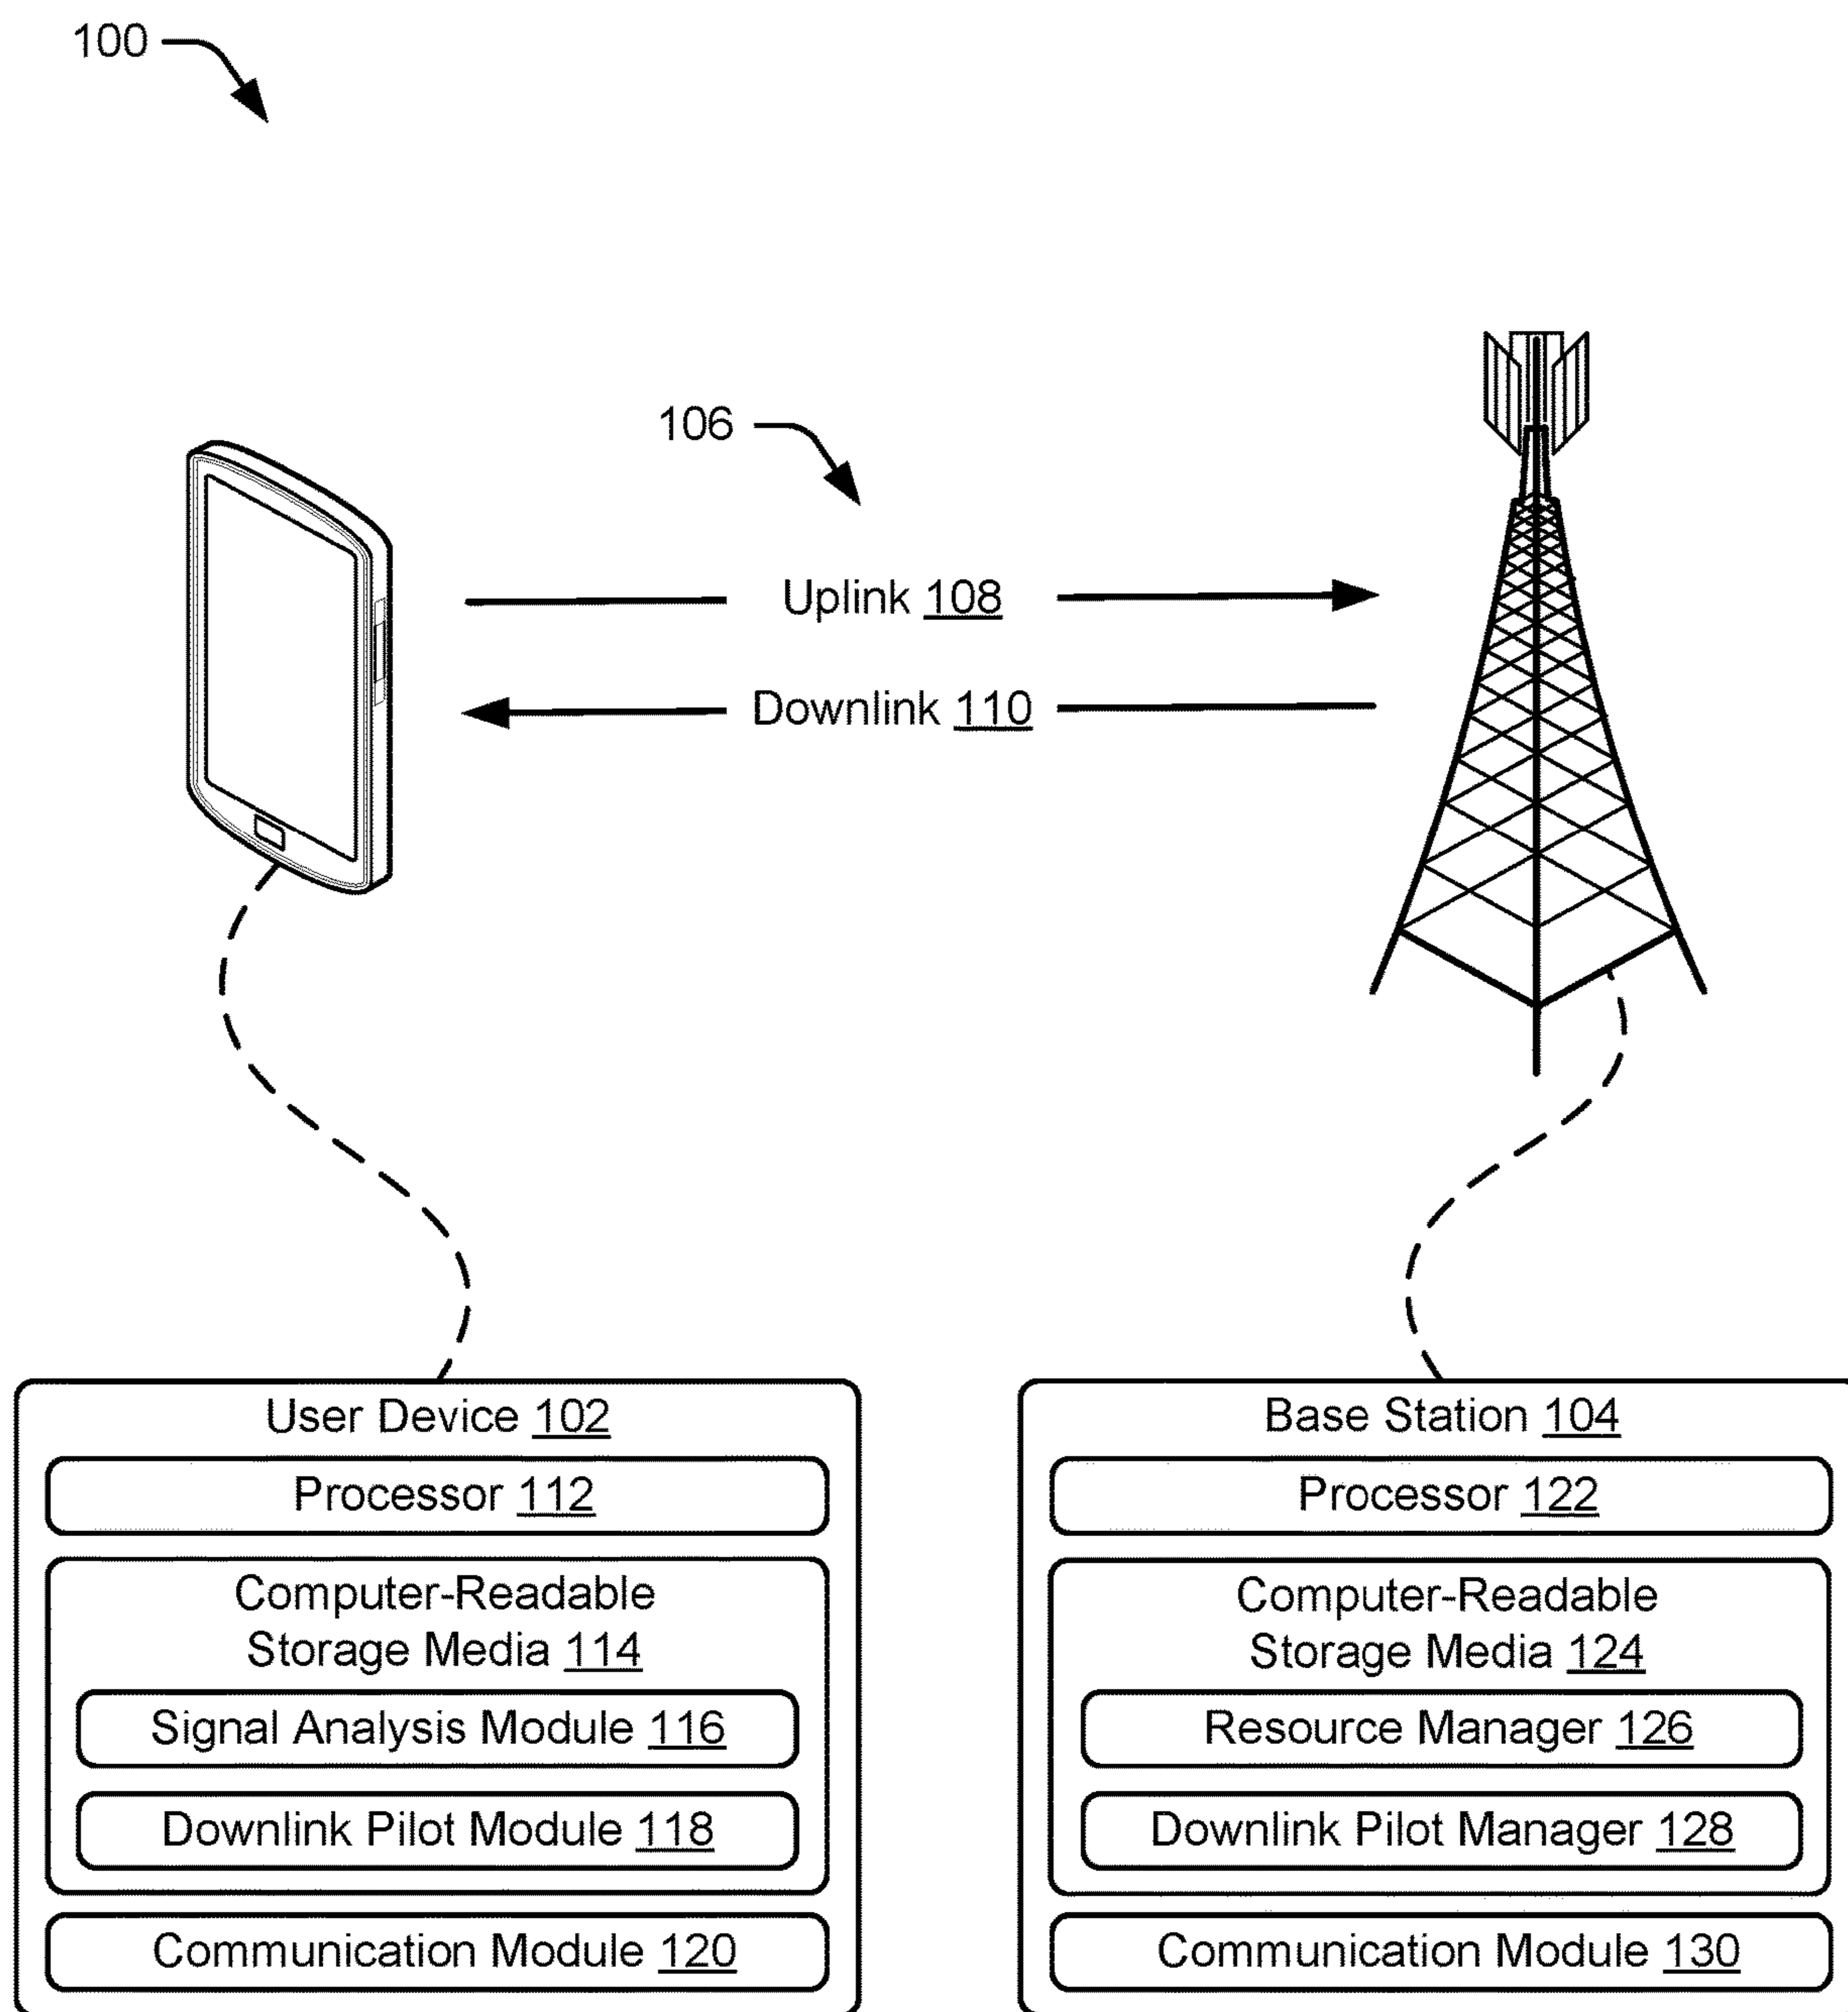 100
106
Uplink 108
Downlink 110
User Device 102
Processor 112
Computer-Readable
Storage Media 114
Signal Analysis Module 116
Downlink Pilot Module 118
Communication Module 120
Base Station 104
Processor 122
Computer-Readable
Storage Media 124
Resource Manager 126
Downlink Pilot Manager 128
Communication Module 130